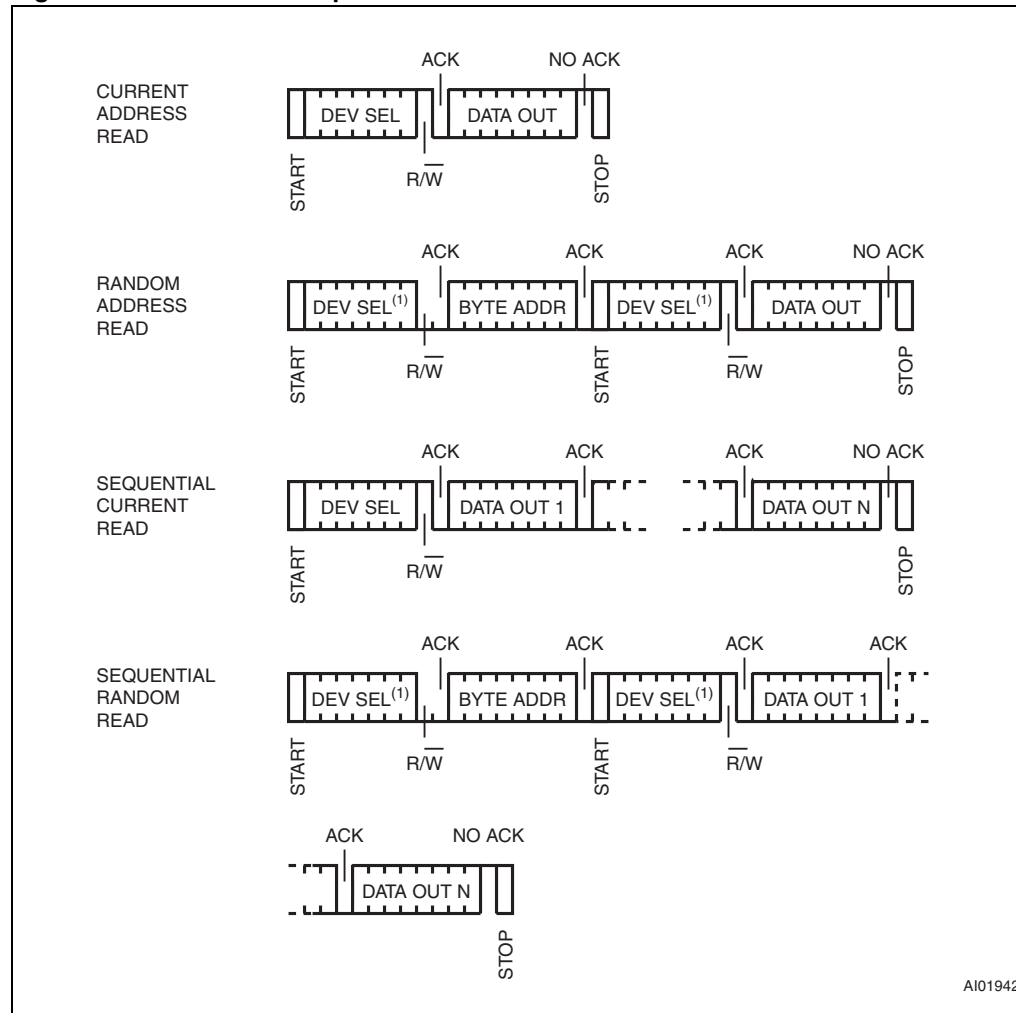 ACK NO ACK
CURRENT
ADDRESS
READ
DEV SEL DATA OUT
R/W̅
START STOP
ACK ACK ACK NO ACK
RANDOM
ADDRESS
READ
DEV SEL(1) BYTE ADDR DEV SEL(1) DATA OUT
R/W̅ R̅/W
START START STOP
ACK ACK ACK NO ACK
SEQUENTIAL
CURRENT
READ
DEV SEL DATA OUT 1 DATA OUT N
R/W̅
START STOP
ACK ACK ACK ACK
SEQUENTIAL
RANDOM
READ
DEV SEL(1) BYTE ADDR DEV SEL(1) DATA OUT 1
R/W̅ R̅/W
START START
ACK NO ACK
DATA OUT N
STOP
AI01942